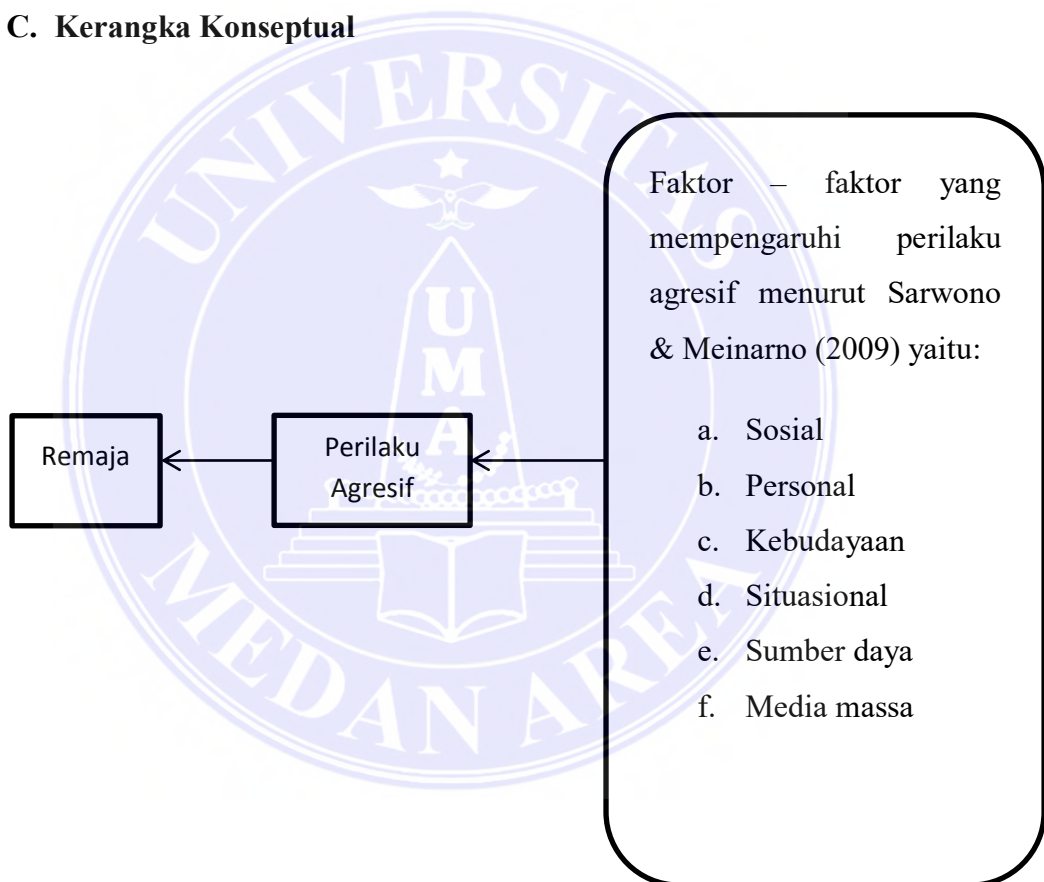 C. Kerangka Konseptual
UNIVERSITAS
MEDAN AREA
U
M
A
Remaja
Perilaku
Agresif
Faktor – faktor yang
mempengaruhi perilaku
agresif menurut Sarwono
& Meinarno (2009) yaitu:
a. Sosial
b. Personal
c. Kebudayaan
d. Situasional
e. Sumber daya
f. Media massa